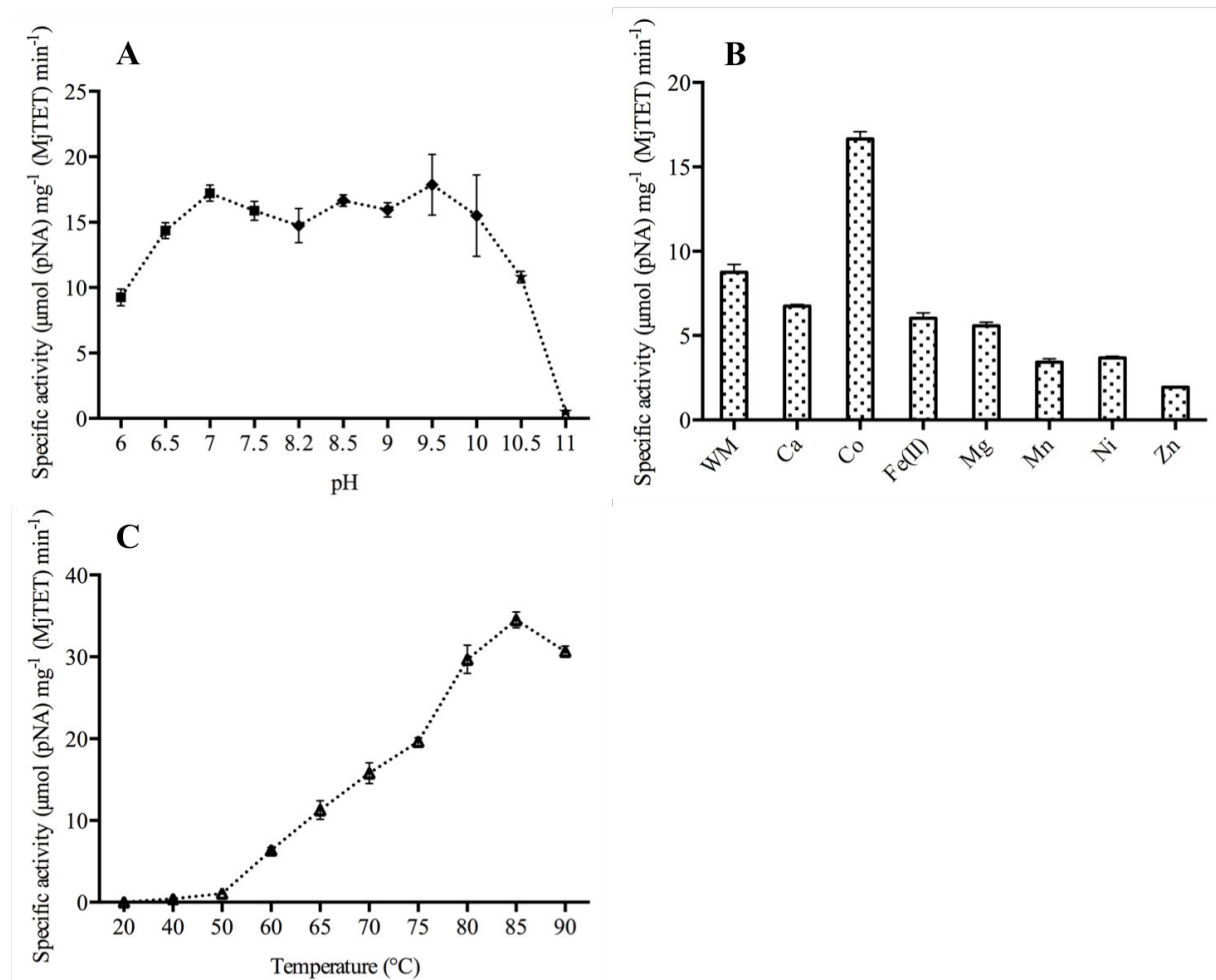 A
Specific activity (μmol (pNA) mg⁻¹ (MjTET) min⁻¹)
25
20
15
10
5
0
6 6.5 7 7.5 8.2 8.5 9 9.5 10 10.5 11
pH
B
Specific activity (μmol (pNA) mg⁻¹ (MjTET) min⁻¹)
20
15
10
5
0
WM Ca Co Fe(II) Mg Mn Ni Zn
C
Specific activity (μmol (pNA) mg⁻¹ (MjTET) min⁻¹)
40
30
20
10
0
20 40 50 60 65 70 75 80 85 90
Temperature (°C)